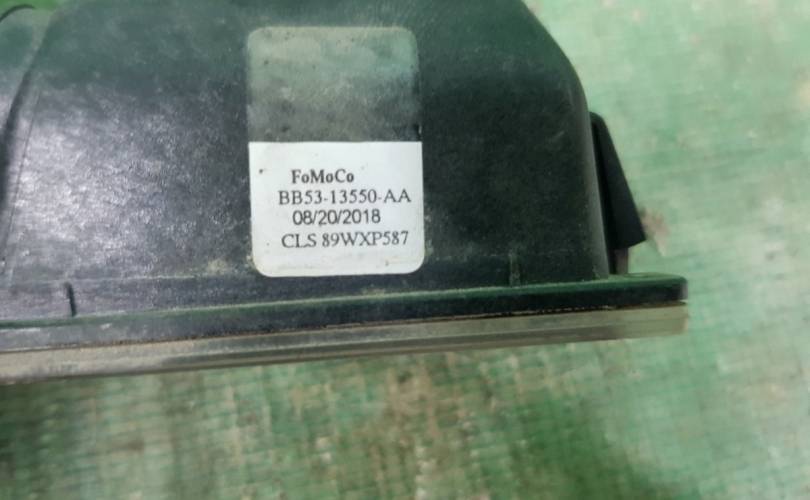 FoMoCo
BB53-13550-AA
08/20/2018
CLS 89WXP587